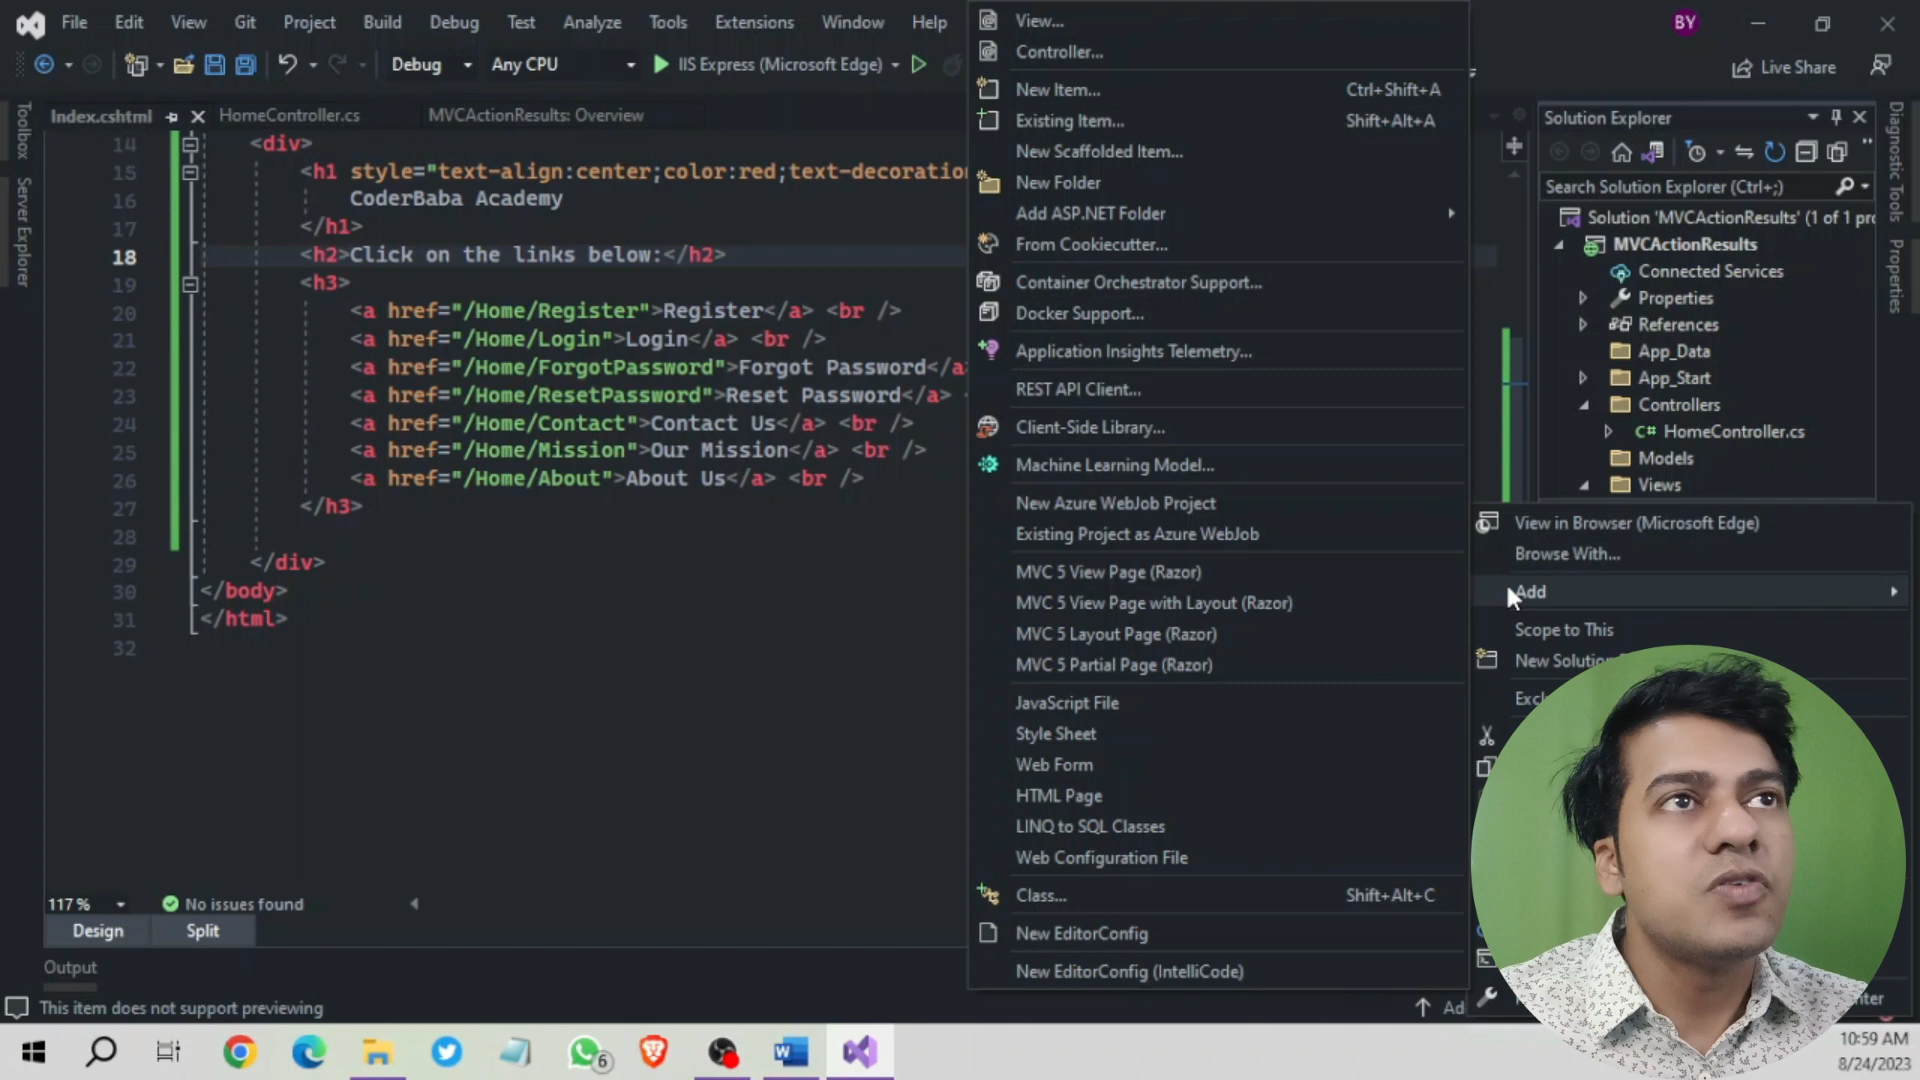 File Edit View Git Project Build Debug Test Analyze Tools Extensions Window Help
BY
Debug Any CPU IIS Express (Microsoft Edge)
Live Share
Index.cshtml HomeController.cs MVCActionResults: Overview
Toolbox
Server Explorer
14 <div>
15 <h1 style="text-align:center;color:red;text-decoration
16 CoderBaba Academy
17 </h1>
18 <h2>Click on the links below:</h2>
19 <h3>
20 <a href="/Home/Register">Register</a> <br />
21 <a href="/Home/Login">Login</a> <br />
22 <a href="/Home/ForgotPassword">Forgot Password</a
23 <a href="/Home/ResetPassword">Reset Password</a>
24 <a href="/Home/Contact">Contact Us</a> <br />
25 <a href="/Home/Mission">Our Mission</a> <br />
26 <a href="/Home/About">About Us</a> <br />
27 </h3>
28
29 </div>
30 </body>
31 </html>
32
117 % No issues found
Design Split
Output
This item does not support previewing
View...
Controller...
New Item... Ctrl+Shift+A
Existing Item... Shift+Alt+A
New Scaffolded Item...
New Folder
Add ASP.NET Folder
From Cookiecutter...
Container Orchestrator Support...
Docker Support...
Application Insights Telemetry...
REST API Client...
Client-Side Library...
Machine Learning Model...
New Azure WebJob Project
Existing Project as Azure WebJob
MVC 5 View Page (Razor)
MVC 5 View Page with Layout (Razor)
MVC 5 Layout Page (Razor)
MVC 5 Partial Page (Razor)
JavaScript File
Style Sheet
Web Form
HTML Page
LINQ to SQL Classes
Web Configuration File
Class... Shift+Alt+C
New EditorConfig
New EditorConfig (IntelliCode)
Solution Explorer
Search Solution Explorer (Ctrl+;)
Solution 'MVCActionResults' (1 of 1 pro
MVCActionResults
Connected Services
Properties
References
App_Data
App_Start
Controllers
C# HomeController.cs
Models
Views
Diagnostic Tools
Properties
View in Browser (Microsoft Edge)
Browse With...
Add
Scope to This
New Solution
Ad
6
10:59 AM
8/24/2023